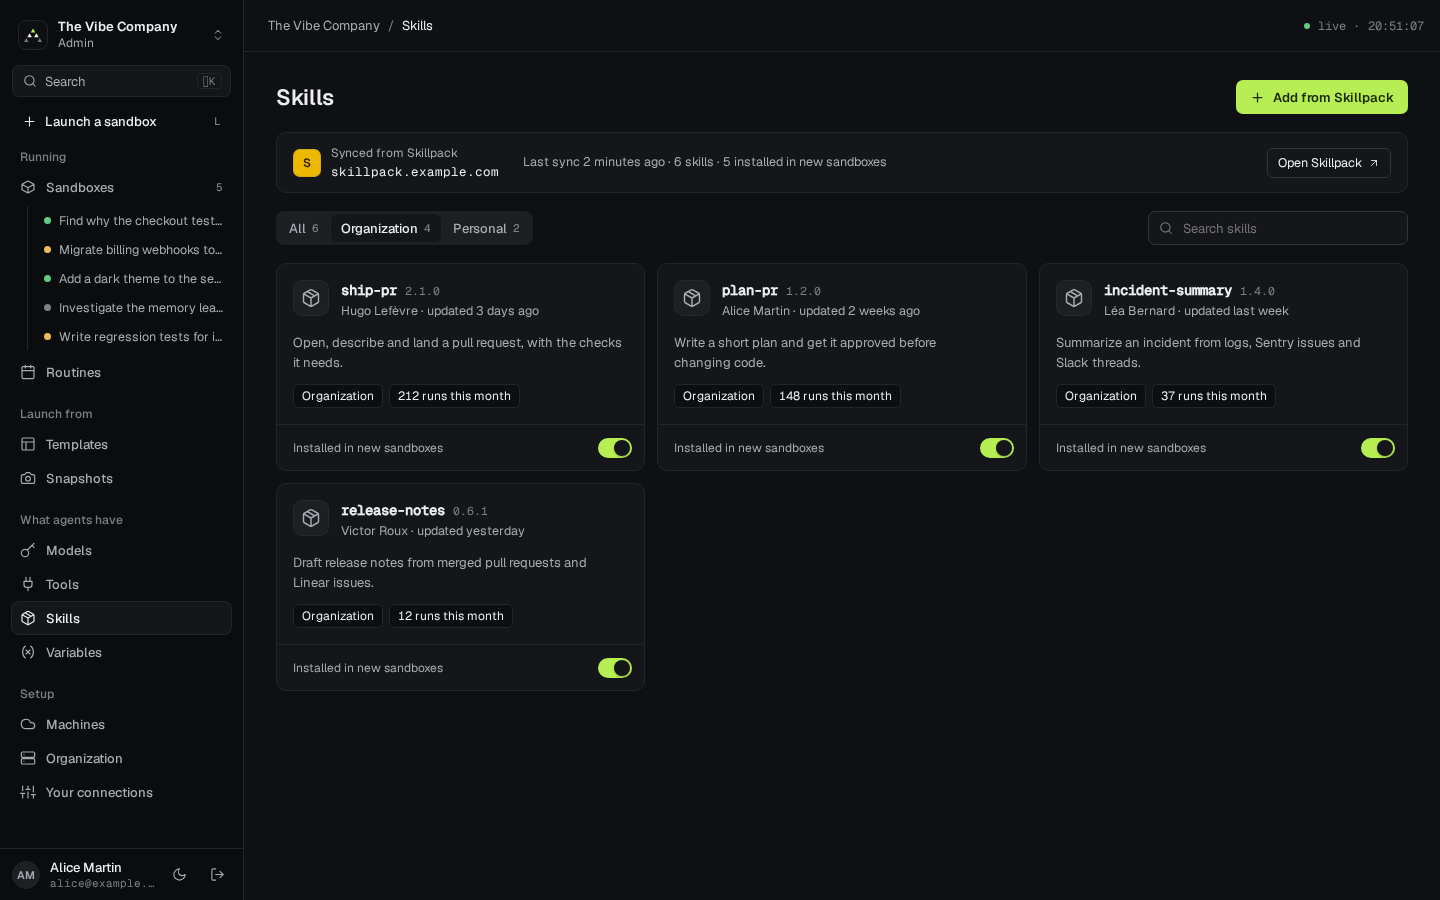 The Vibe Company
Admin
Search
K
Launch a sandbox L
Running
Sandboxes 5
Find why the checkout test…
Migrate billing webhooks to…
Add a dark theme to the se…
Investigate the memory lea…
Write regression tests for i…
Routines
Launch from
Templates
Snapshots
What agents have
Models
Tools
Skills
Variables
Setup
Machines
Organization
Your connections
AM
Alice Martin
alice@example.…
The Vibe Company / Skills
live · 20:51:07
Skills
Add from Skillpack
S
Synced from Skillpack
skillpack.example.com
Last sync 2 minutes ago · 6 skills · 5 installed in new sandboxes
Open Skillpack
All 6
Organization 4
Personal 2
Search skills
ship-pr 2.1.0
Hugo Lefèvre · updated 3 days ago
Open, describe and land a pull request, with the checks
it needs.
Organization
212 runs this month
Installed in new sandboxes
plan-pr 1.2.0
Alice Martin · updated 2 weeks ago
Write a short plan and get it approved before
changing code.
Organization
148 runs this month
Installed in new sandboxes
incident-summary 1.4.0
Léa Bernard · updated last week
Summarize an incident from logs, Sentry issues and
Slack threads.
Organization
37 runs this month
Installed in new sandboxes
release-notes 0.6.1
Victor Roux · updated yesterday
Draft release notes from merged pull requests and
Linear issues.
Organization
12 runs this month
Installed in new sandboxes